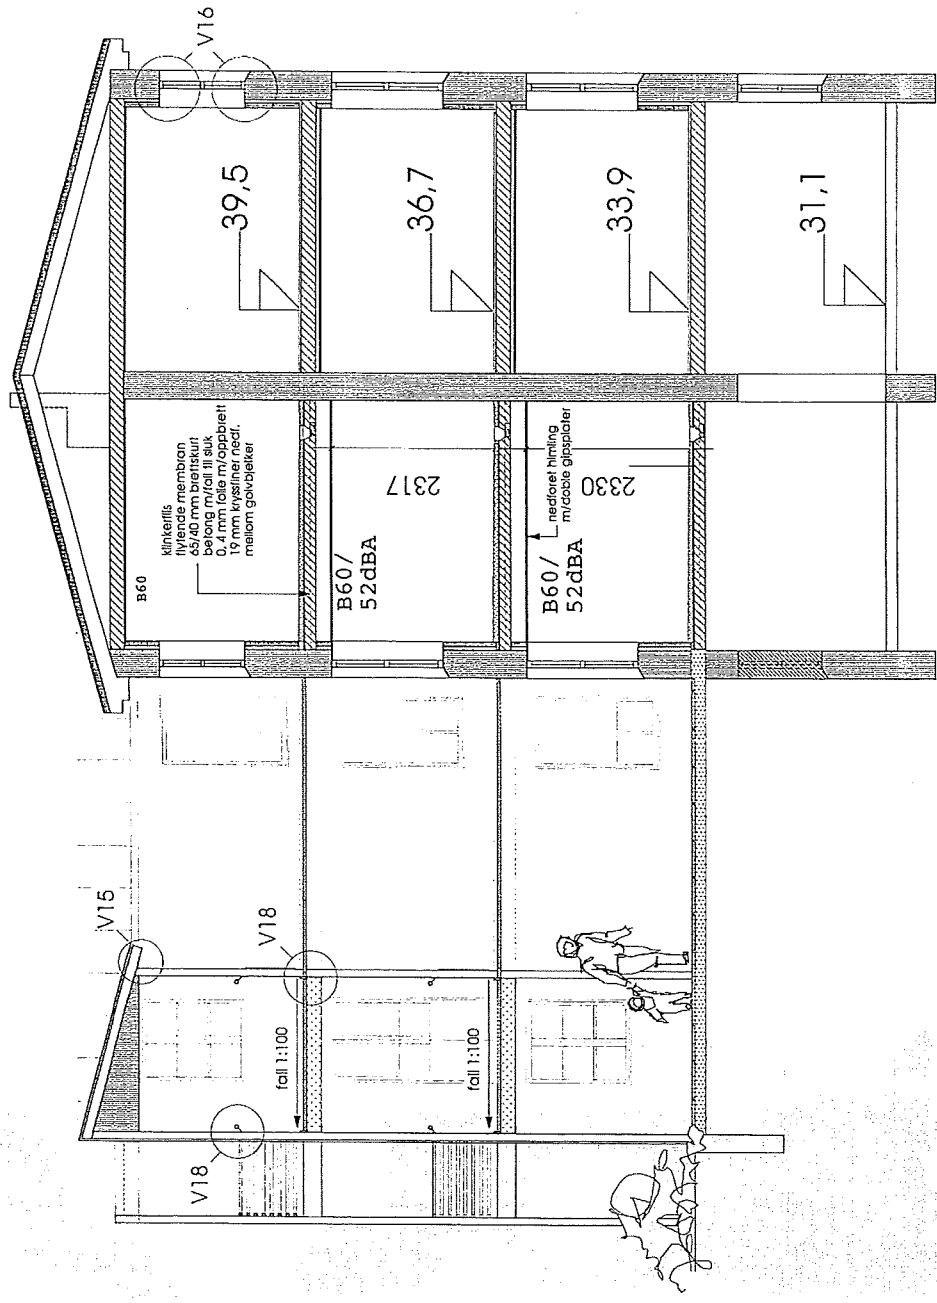 V16
39,5
36,7
33,9
31,1
klinkerflis
flytende membran
65/40 mm brettskurt
betong m/fall til sluk
0,4 mm folie m/oppbrett
19 mm kryssfiner nedf.
mellom golvbjelker
B60
2317
B60/
52dBA
nedforet himling
m/doble gipsplater
2330
B60/
52dBA
V15
V18
fall 1:100
fall 1:100
V18